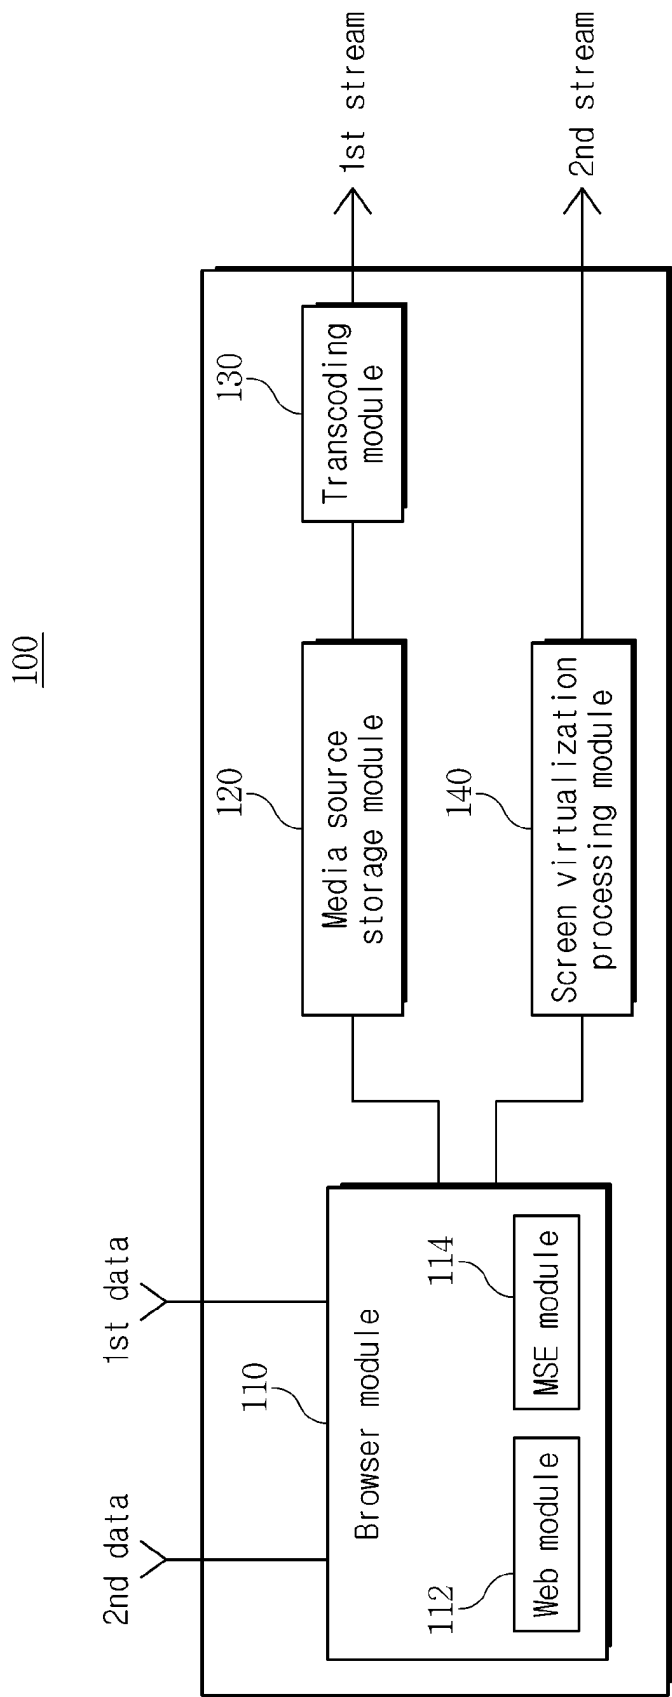 100
2nd data
1st data
110
Browser module
112
Web module
114
MSE module
120
Media source
storage module
130
Transcoding
module
1st stream
140
Screen virtualization
processing module
2nd stream